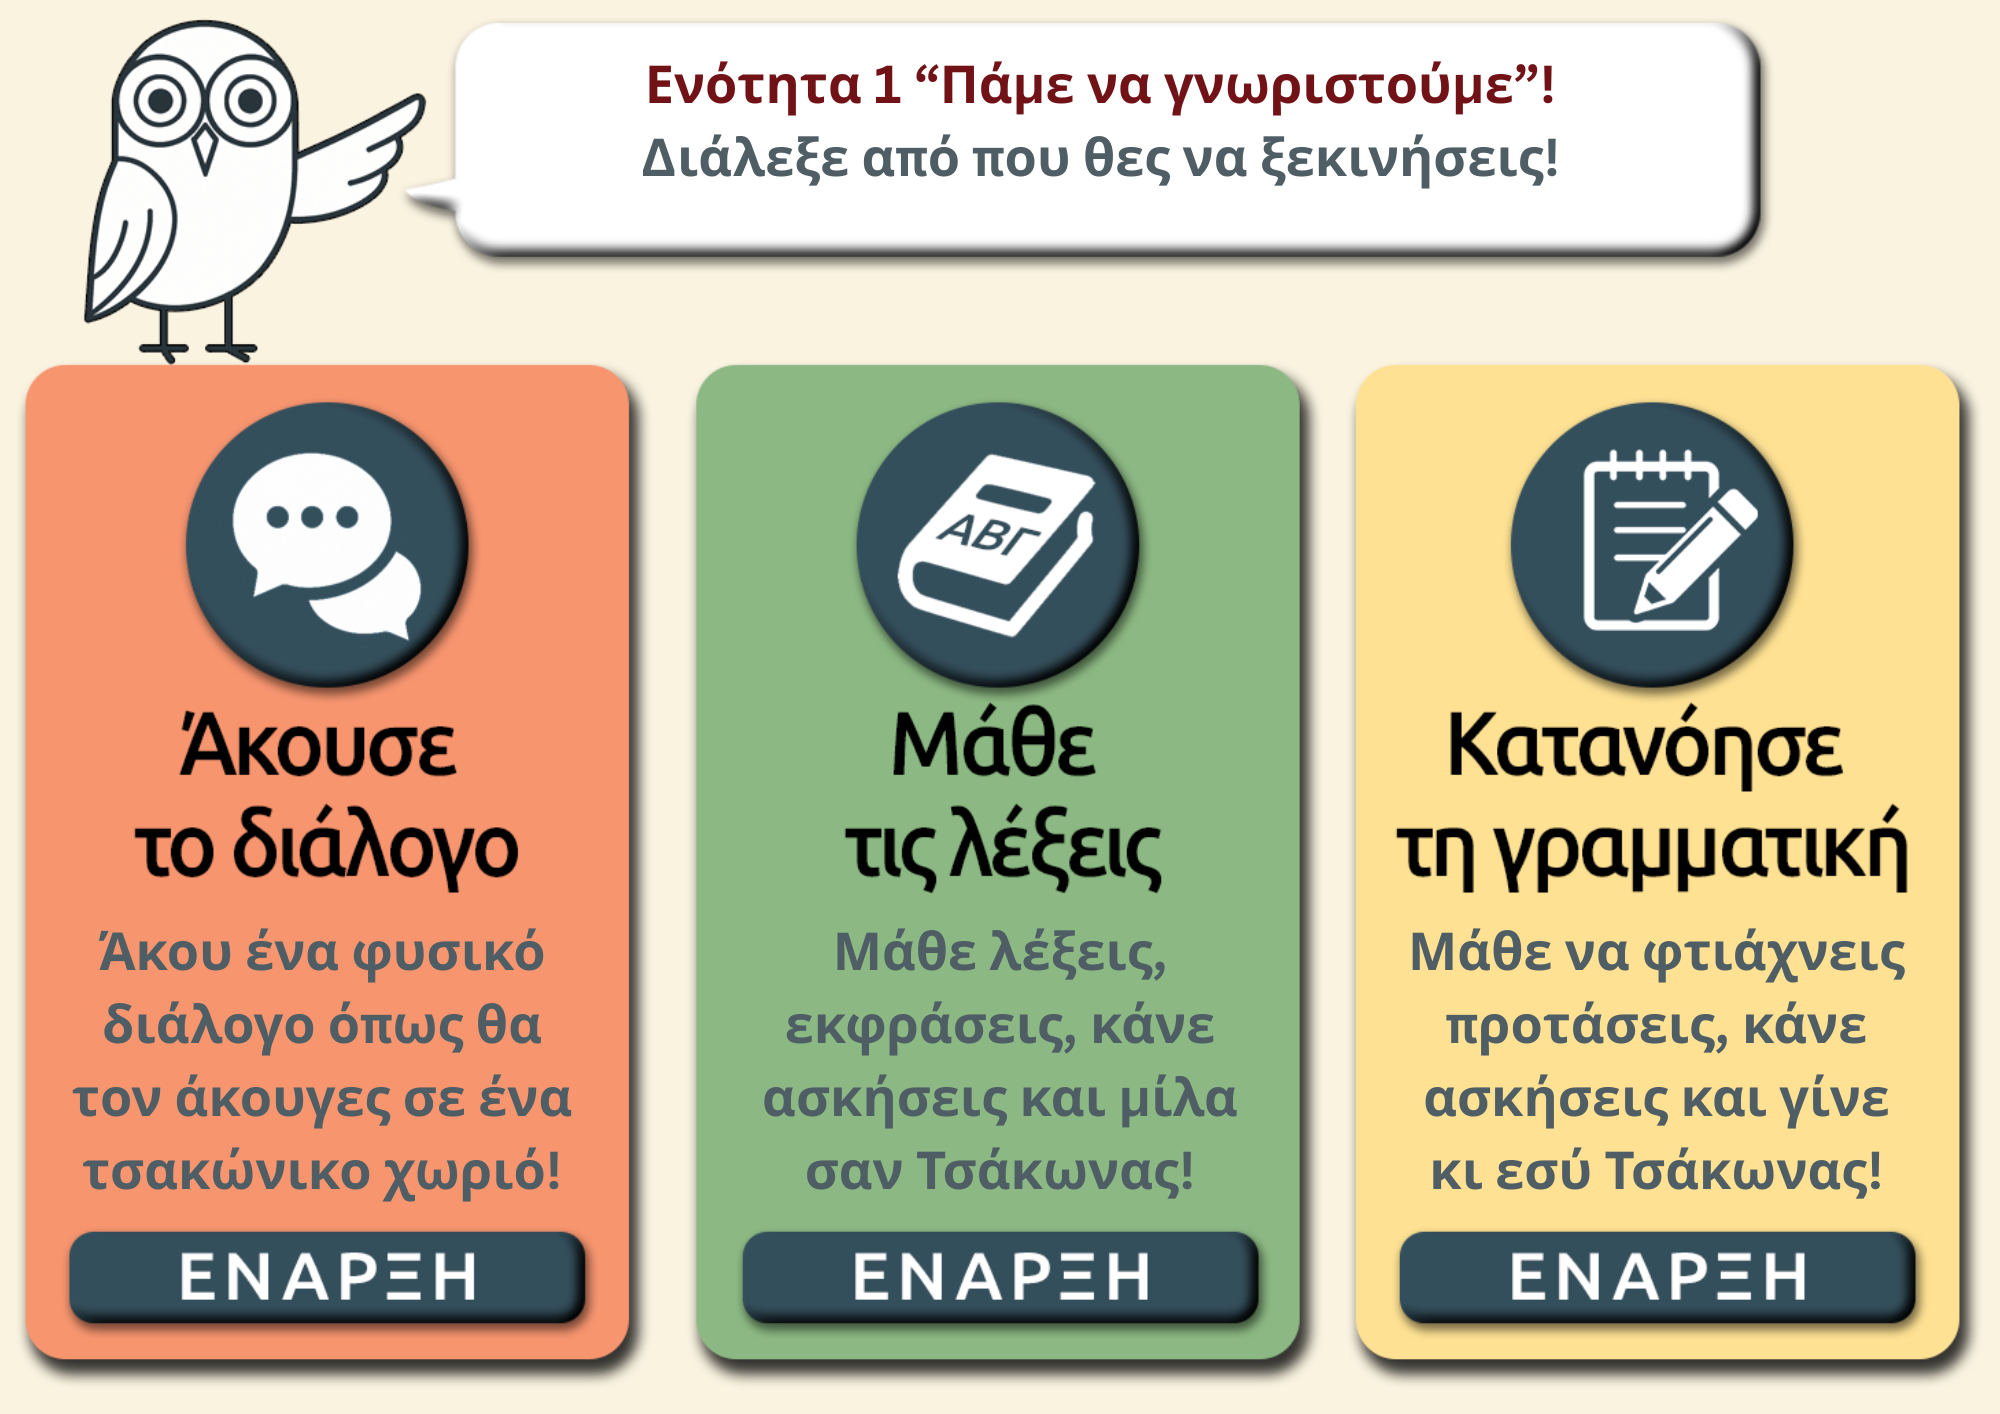 Ενότητα 1 “Πάμε να γνωριστούμε”!
Διάλεξε από που θες να ξεκινήσεις!
Άκουσε
το διάλογο
Άκου ένα φυσικό
διάλογο όπως θα
τον άκουγες σε ένα
τσακώνικο χωριό!
ΕΝΑΡΞΗ
ΑΒΓ
Μάθε
τις λέξεις
Μάθε λέξεις,
εκφράσεις, κάνε
ασκήσεις και μίλα
σαν Τσάκωνας!
ΕΝΑΡΞΗ
Κατανόησε
τη γραμματική
Μάθε να φτιάχνεις
προτάσεις, κάνε
ασκήσεις και γίνε
κι εσύ Τσάκωνας!
ΕΝΑΡΞΗ